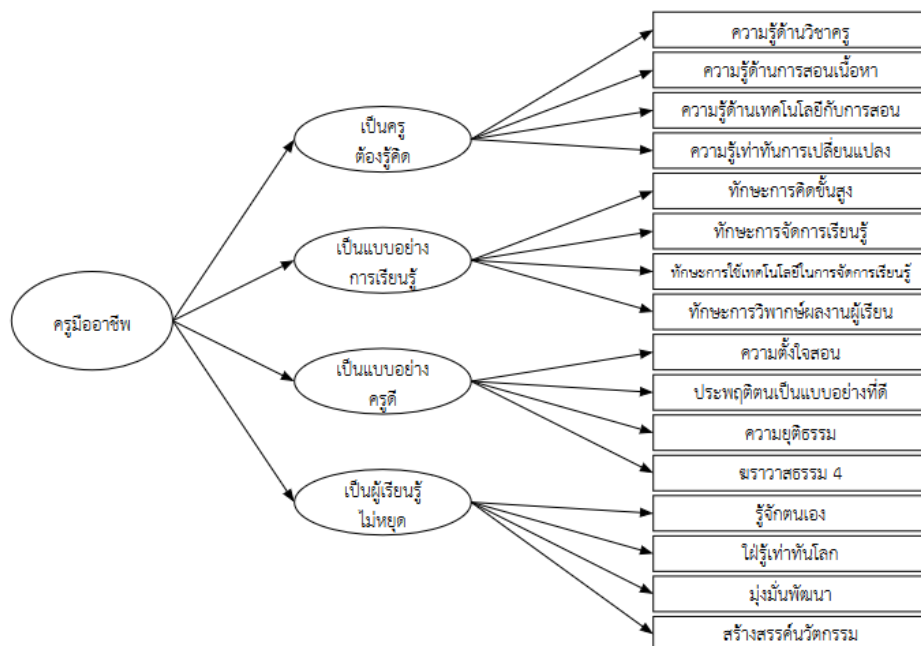 ครูมืออาชีพ
เป็นครู
ต้องรู้คิด
ความรู้ด้านวิชาครู
ความรู้ด้านการสอนเนื้อหา
ความรู้ด้านเทคโนโลยีกับการสอน
ความรู้เท่าทันการเปลี่ยนแปลง
เป็นแบบอย่าง
การเรียนรู้
ทักษะการคิดขั้นสูง
ทักษะการจัดการเรียนรู้
ทักษะการใช้เทคโนโลยีในการจัดการเรียนรู้
ทักษะการวิพากษ์ผลงานผู้เรียน
เป็นแบบอย่าง
ครูดี
ความตั้งใจสอน
ประพฤติตนเป็นแบบอย่างที่ดี
ความยุติธรรม
ฆราวาสธรรม 4
เป็นผู้เรียนรู้
ไม่หยุด
รู้จักตนเอง
ใฝ่รู้เท่าทันโลก
มุ่งมั่นพัฒนา
สร้างสรรค์นวัตกรรม